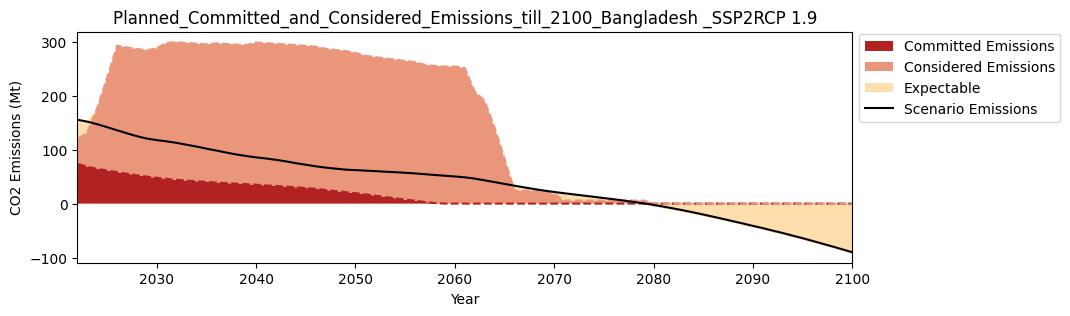 Planned_Committed_and_Considered_Emissions_till_2100_Bangladesh _SSP2RCP 1.9
Committed Emissions
Considered Emissions
Expectable
Scenario Emissions
CO2 Emissions (Mt)
300
200
100
0
−100
2030 2040 2050 2060 2070 2080 2090 2100
Year